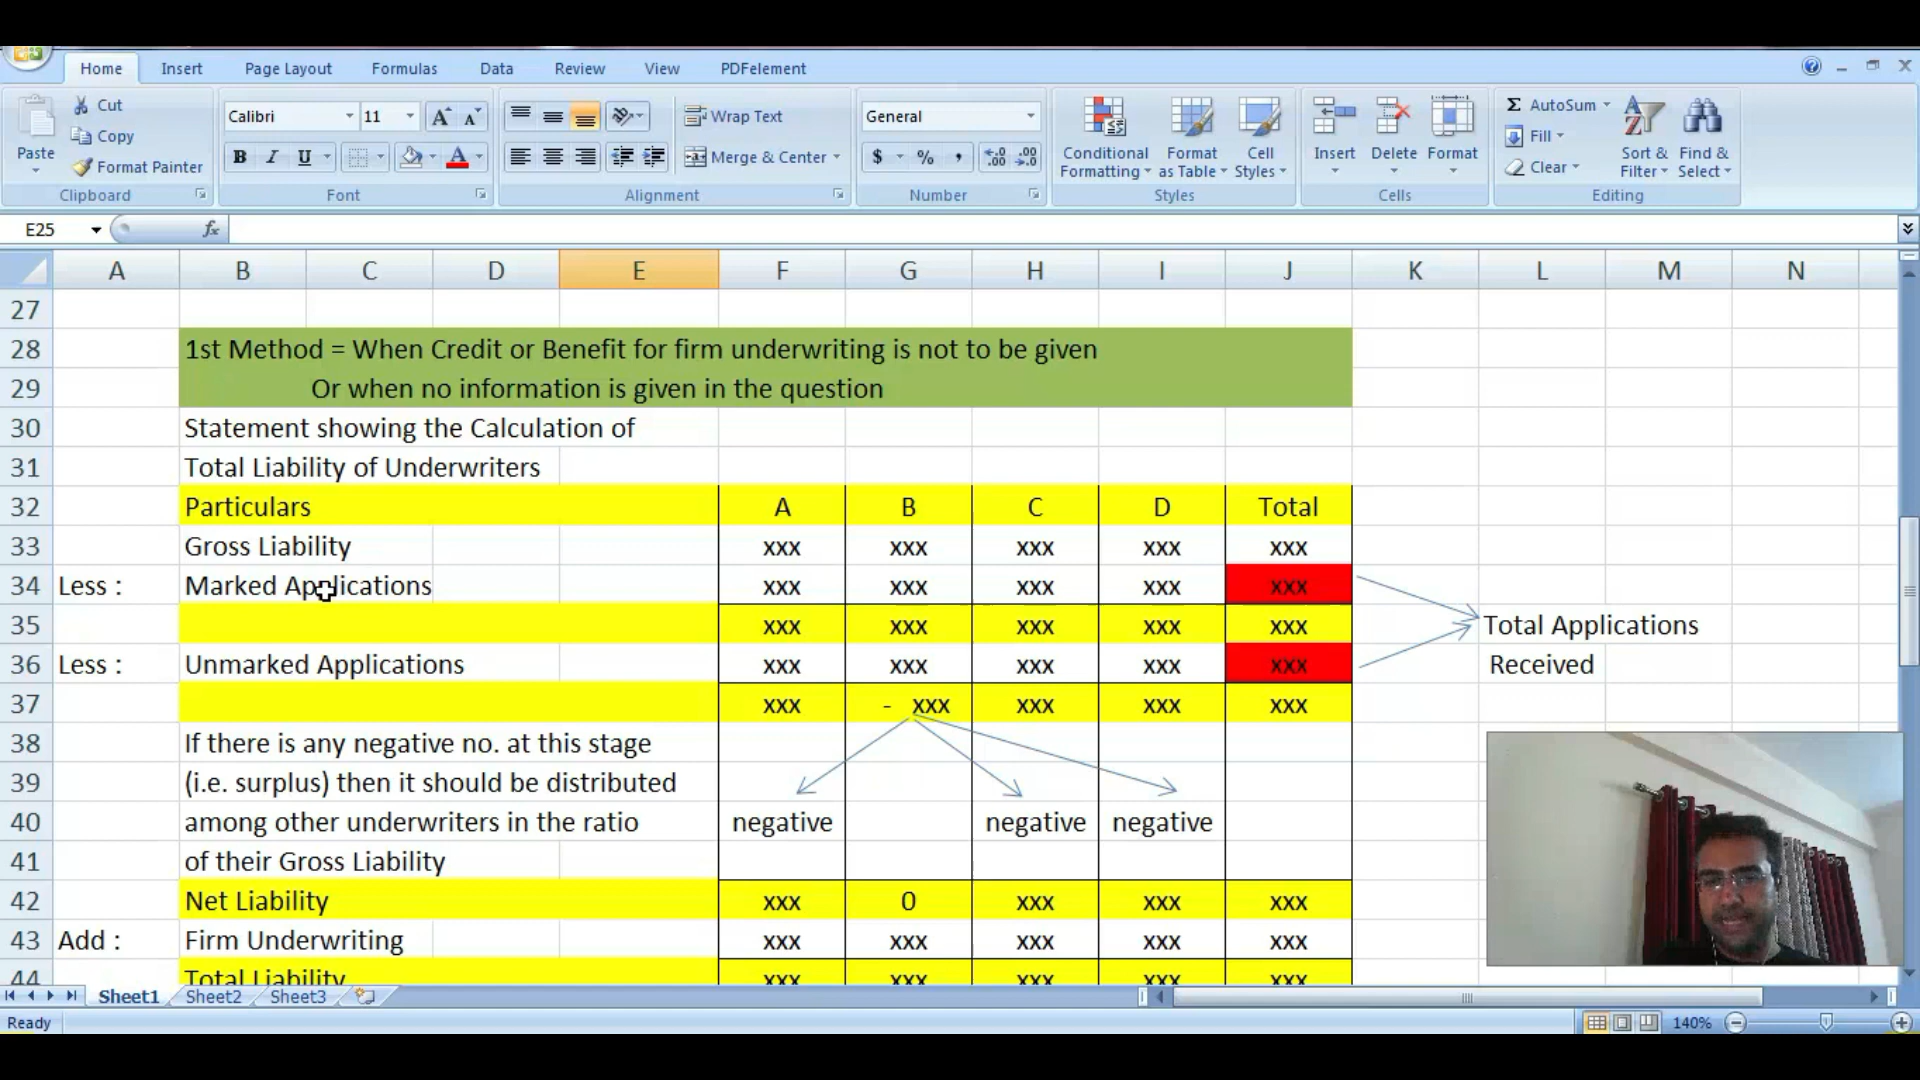 Home Insert Page Layout Formulas Data Review View PDFelement
Paste
Cut
Copy
Format Painter
Clipboard
Calibri 11
B I U
Font
Wrap Text
Merge & Center
Alignment
General
$ % ,
Number
Conditional Formatting
Format as Table
Cell Styles
Styles
Insert Delete Format
Cells
Σ AutoSum
Fill
Clear
Sort & Filter
Find & Select
Editing
E25 fx
A B C D E F G H I J K L M N
27
28 1st Method = When Credit or Benefit for firm underwriting is not to be given
29 Or when no information is given in the question
30 Statement showing the Calculation of
31 Total Liability of Underwriters
32 Particulars A B C D Total
33 Gross Liability xxx xxx xxx xxx xxx
34 Less : Marked Applications xxx xxx xxx xxx xxx
35 xxx xxx xxx xxx xxx Total Applications
36 Less : Unmarked Applications xxx xxx xxx xxx xxx Received
37 xxx - xxx xxx xxx xxx
38 If there is any negative no. at this stage
39 (i.e. surplus) then it should be distributed
40 among other underwriters in the ratio negative negative negative
41 of their Gross Liability
42 Net Liability xxx 0 xxx xxx xxx
43 Add : Firm Underwriting xxx xxx xxx xxx xxx
44 Total Liability xxx xxx xxx xxx xxx
Sheet1 Sheet2 Sheet3
Ready 140%